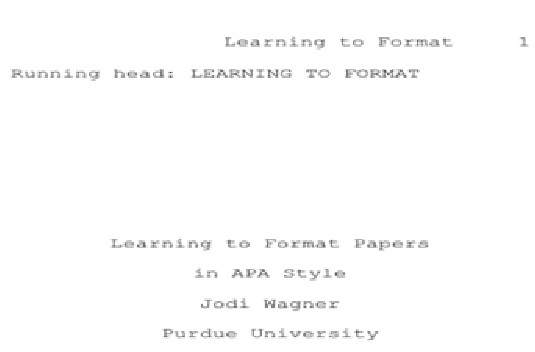 Learning to Format 1
Running head: LEARNING TO FORMAT
Learning to Format Papers
in APA Style
Jodi Wagner
Purdue University